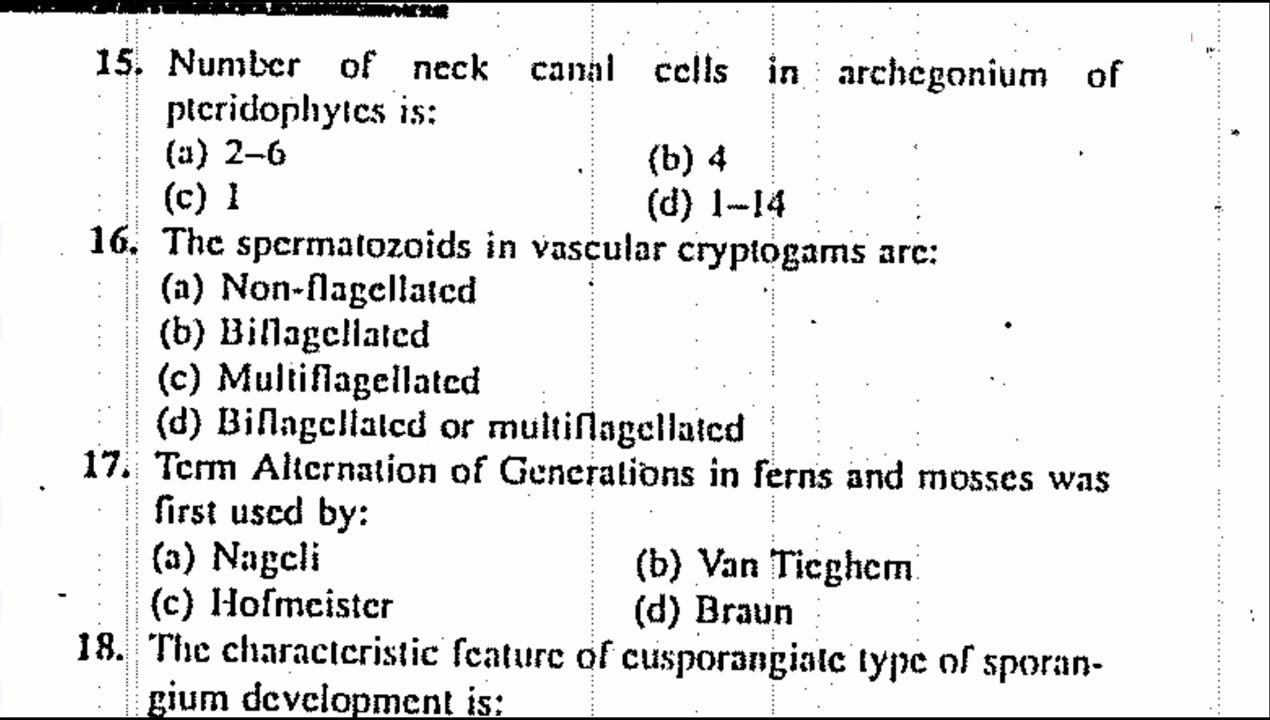 15. Number of neck canal cells in archegonium of
pteridophytes is:
(a) 2–6 (b) 4
(c) 1 (d) 1–14
16. The spermatozoids in vascular cryptogams are:
(a) Non-flagellated
(b) Biflagellated
(c) Multiflagellated
(d) Biflagellated or multiflagellated
17. Term Alternation of Generations in ferns and mosses was
first used by:
(a) Nageli (b) Van Tieghem
(c) Hofmeister (d) Braun
18. The characteristic feature of eusporangiate type of sporan-
gium development is: